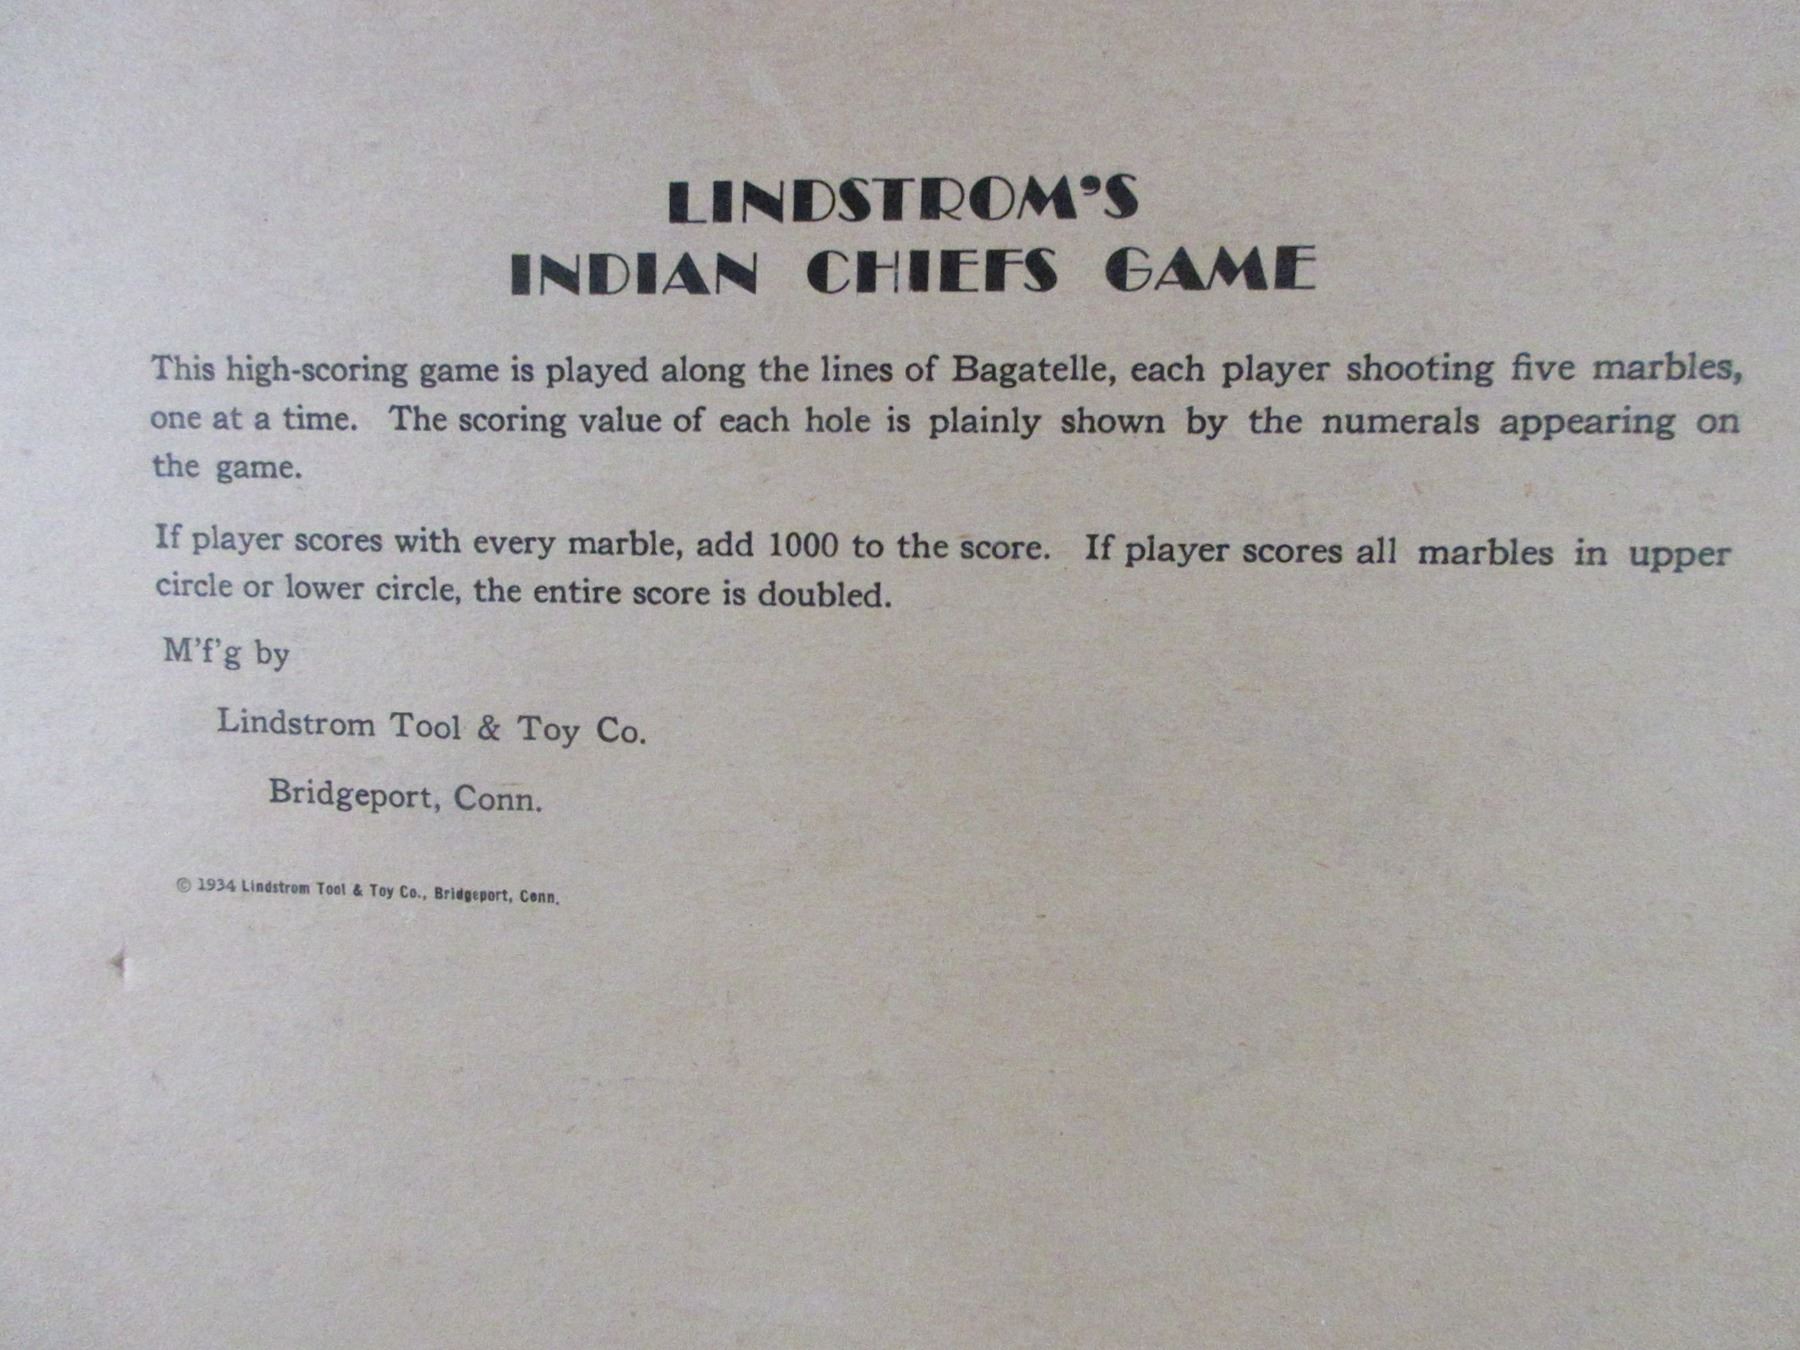 LINDSTROM'S
INDIAN CHIEFS GAME
This high-scoring game is played along the lines of Bagatelle, each player shooting five marbles,
one at a time. The scoring value of each hole is plainly shown by the numerals appearing on
the game.
If player scores with every marble, add 1000 to the score. If player scores all marbles in upper
circle or lower circle, the entire score is doubled.
M'f'g by
Lindstrom Tool & Toy Co.
Bridgeport, Conn.
© 1934 Lindstrom Tool & Toy Co., Bridgeport, Conn.